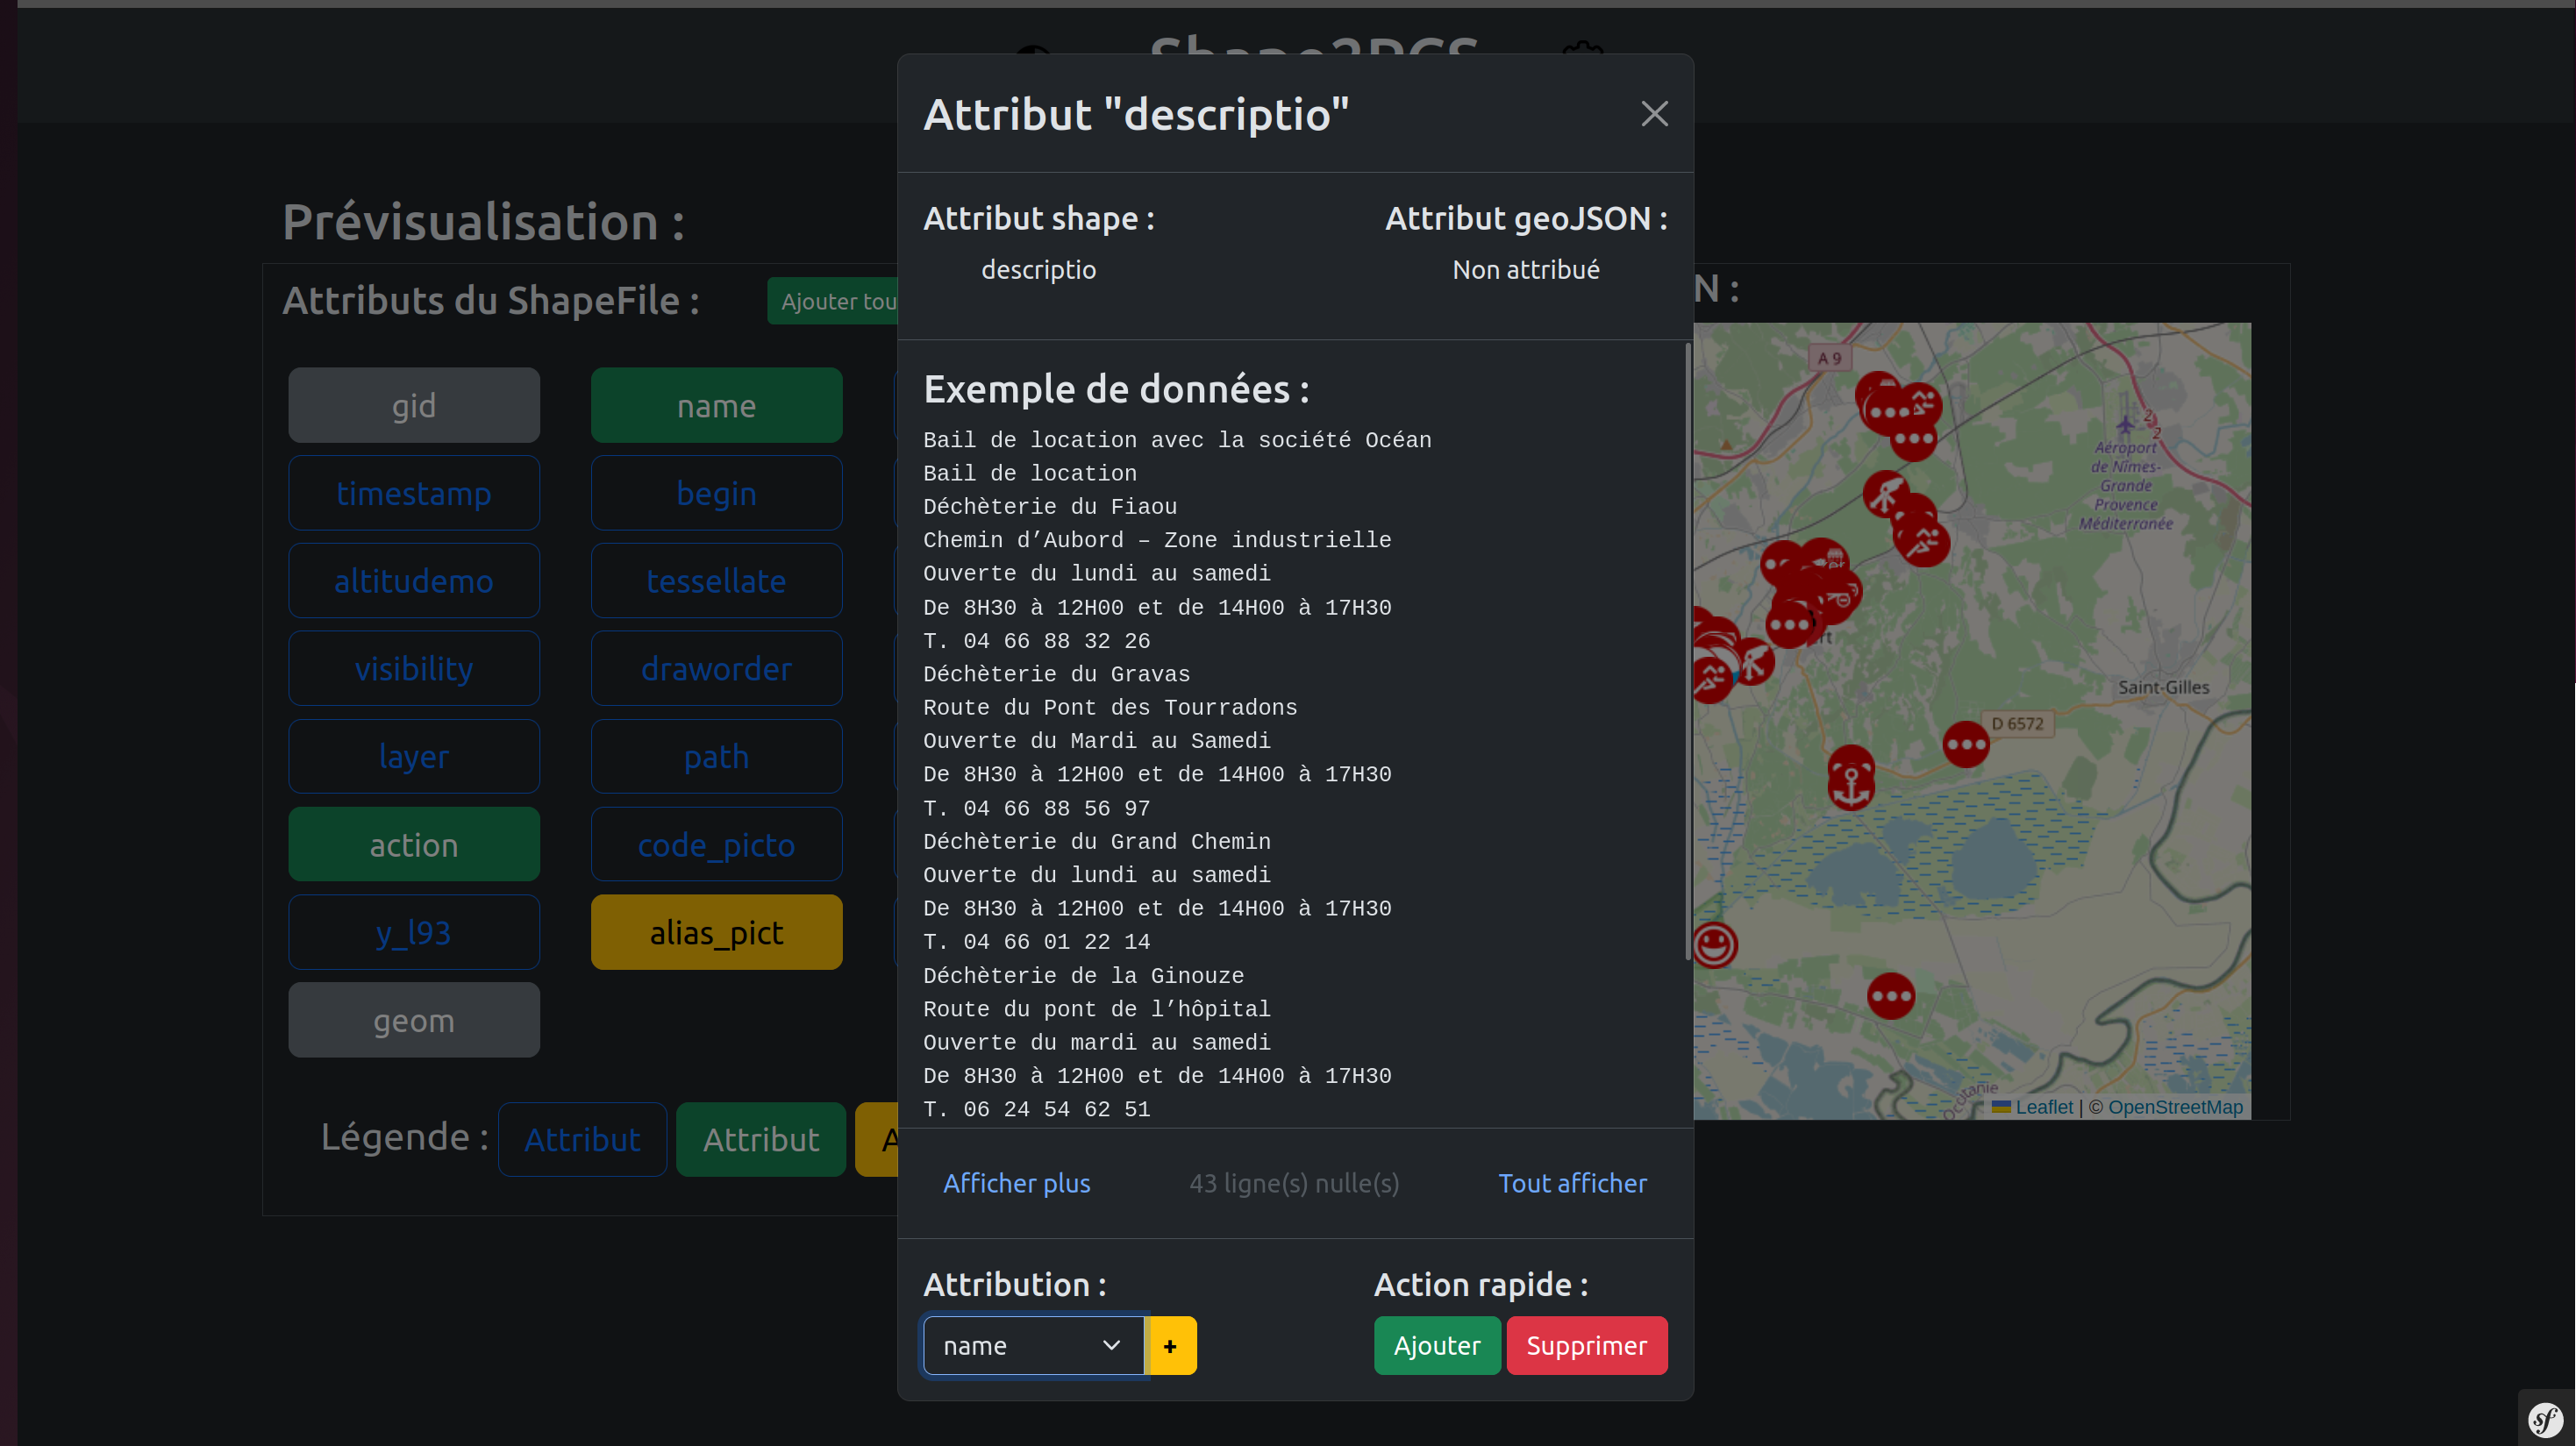 Attribut "descriptio"
Attribut shape :
Attribut geoJSON :
descriptio
Non attribué
Exemple de données :
Bail de location avec la société Océan
Bail de location
Déchèterie du Fiaou
Chemin d’Aubord – Zone industrielle
Ouverte du lundi au samedi
De 8H30 à 12H00 et de 14H00 à 17H30
T. 04 66 88 32 26
Déchèterie du Gravas
Route du Pont des Tourradons
Ouverte du Mardi au Samedi
De 8H30 à 12H00 et de 14H00 à 17H30
T. 04 66 88 56 97
Déchèterie du Grand Chemin
Ouverte du lundi au samedi
De 8H30 à 12H00 et de 14H00 à 17H30
T. 04 66 01 22 14
Déchèterie de la Ginouze
Route du pont de l’hôpital
Ouverte du mardi au samedi
De 8H30 à 12H00 et de 14H00 à 17H30
T. 06 24 54 62 51
Afficher plus
43 ligne(s) nulle(s)
Tout afficher
Attribution :
Action rapide :
name
+
Ajouter
Supprimer
Prévisualisation :
Attributs du ShapeFile :
Ajouter tou
gid
name
timestamp
begin
altitudemo
tessellate
visibility
draworder
layer
path
action
code_picto
y_l93
alias_pict
geom
Légende :
Attribut
Attribut
A
N :
A 9
2
2
Aéroport
de Nîmes-
Grande
Provence
Méditerranée
Saint-Gilles
D 6572
Occitanie
Leaflet | © OpenStreetMap
sf